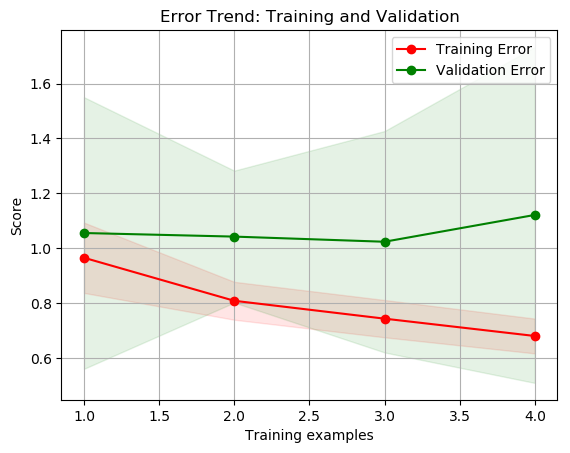 Error Trend: Training and Validation
Training Error
Validation Error
1.6
1.4
1.2
1.0
0.8
0.6
Score
1.0 1.5 2.0 2.5 3.0 3.5 4.0
Training examples